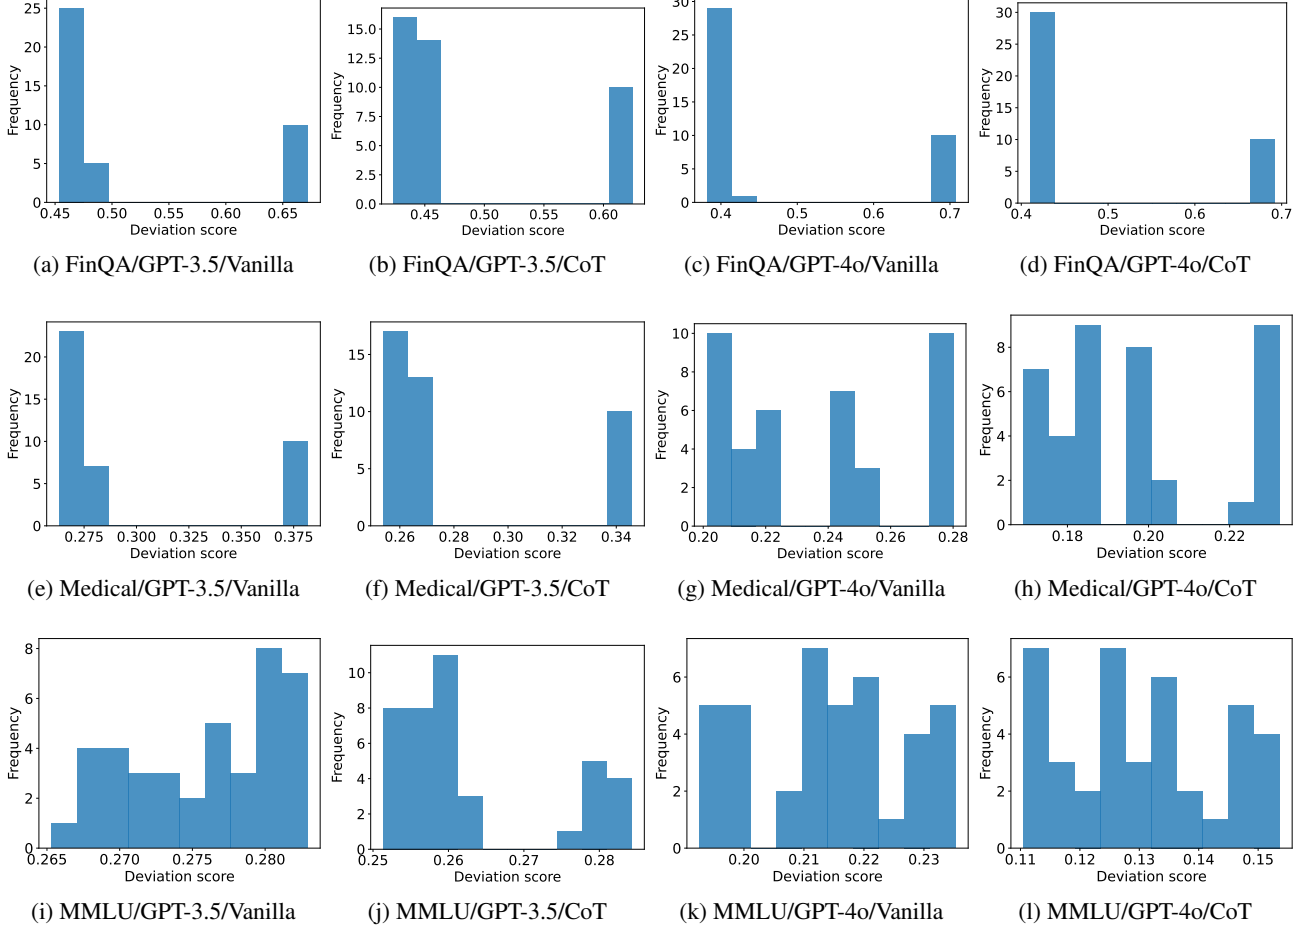 25
20
15
10
5
0
Frequency
0.45 0.50 0.55 0.60 0.65
Deviation score
(a) FinQA/GPT-3.5/Vanilla
15.0
12.5
10.0
7.5
5.0
2.5
0.0
Frequency
0.45 0.50 0.55 0.60
Deviation score
(b) FinQA/GPT-3.5/CoT
30
25
20
15
10
5
0
Frequency
0.4 0.5 0.6 0.7
Deviation score
(c) FinQA/GPT-4o/Vanilla
30
25
20
15
10
5
0
Frequency
0.4 0.5 0.6 0.7
Deviation score
(d) FinQA/GPT-4o/CoT
20
15
10
5
0
Frequency
0.275 0.300 0.325 0.350 0.375
Deviation score
(e) Medical/GPT-3.5/Vanilla
15
10
5
0
Frequency
0.26 0.28 0.30 0.32 0.34
Deviation score
(f) Medical/GPT-3.5/CoT
10
8
6
4
2
0
Frequency
0.20 0.22 0.24 0.26 0.28
Deviation score
(g) Medical/GPT-4o/Vanilla
8
6
4
2
0
Frequency
0.18 0.20 0.22
Deviation score
(h) Medical/GPT-4o/CoT
8
6
4
2
0
Frequency
0.265 0.270 0.275 0.280
Deviation score
(i) MMLU/GPT-3.5/Vanilla
10
8
6
4
2
0
Frequency
0.25 0.26 0.27 0.28
Deviation score
(j) MMLU/GPT-3.5/CoT
6
4
2
0
Frequency
0.20 0.21 0.22 0.23
Deviation score
(k) MMLU/GPT-4o/Vanilla
6
4
2
0
Frequency
0.11 0.12 0.13 0.14 0.15
Deviation score
(l) MMLU/GPT-4o/CoT